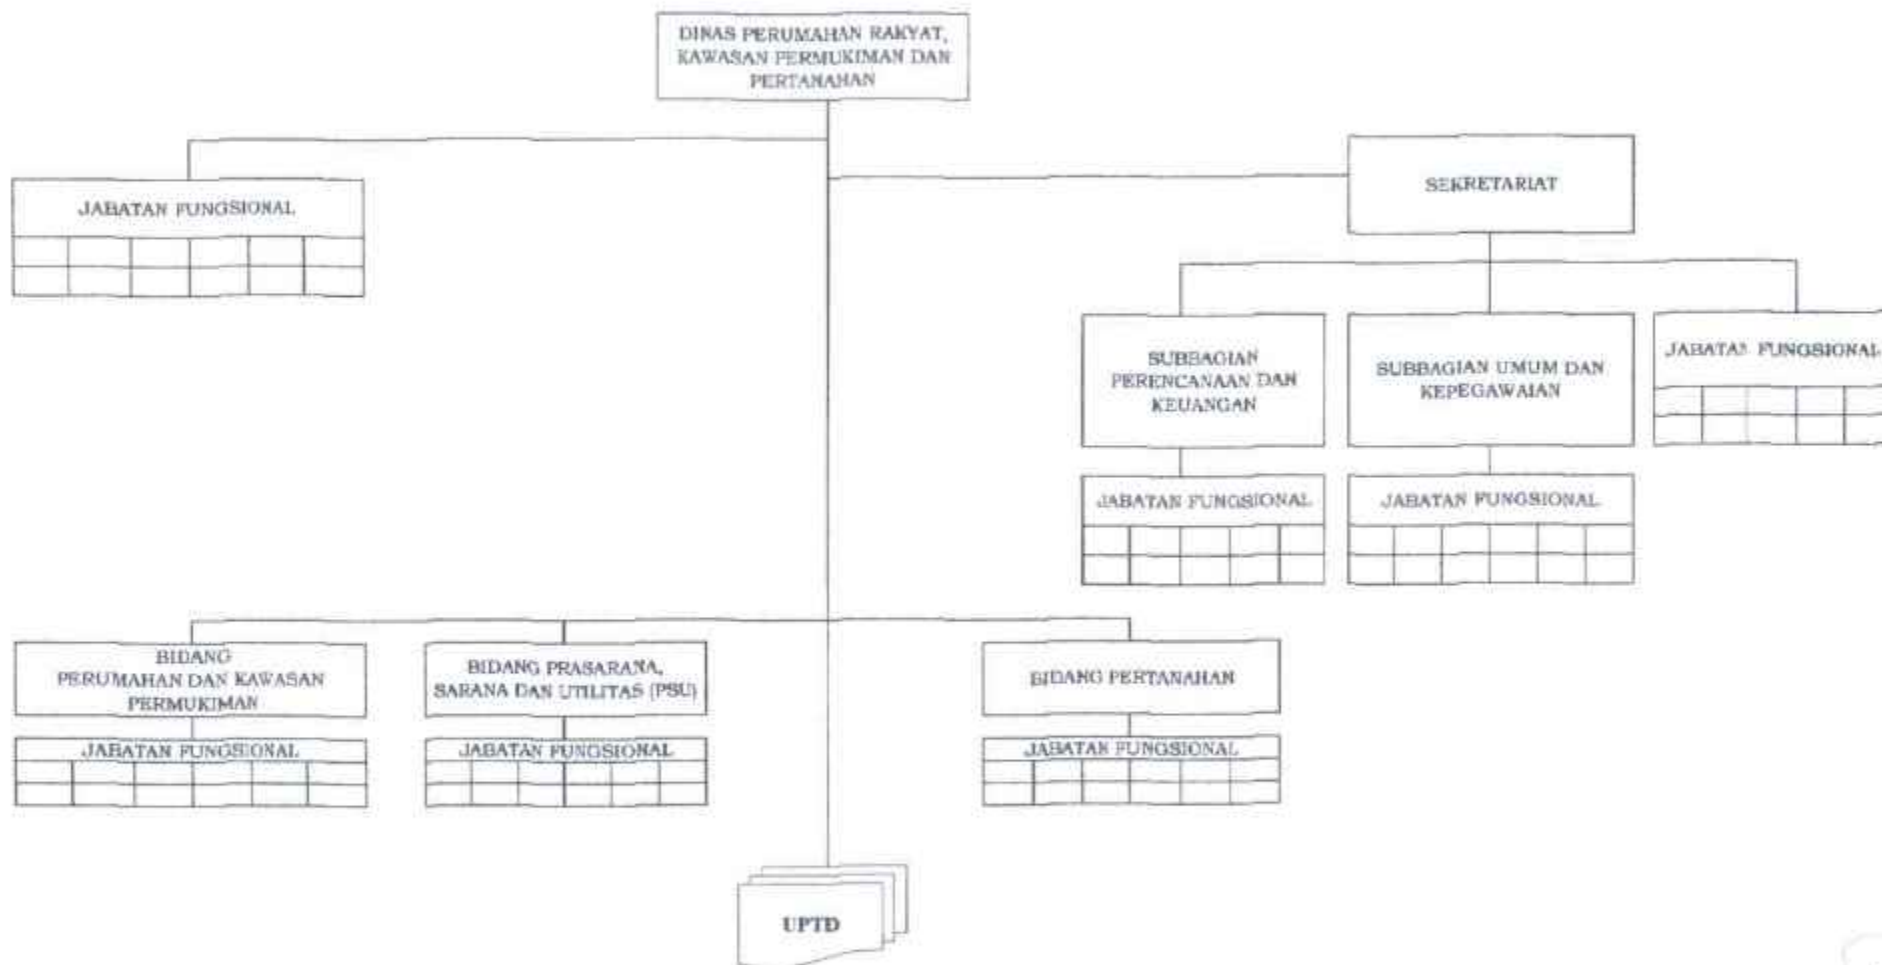 DINAS PERUMAHAN RAKYAT,
KAWASAN PERMUKIMAN DAN
PERTANAHAN
JABATAN FUNGSIONAL
SEKRETARIAT
SUBBAGIAN
PERENCANAAN DAN
KEUANGAN
SUBBAGIAN UMUM DAN
KEPEGAWAIAN
JABATAN FUNGSIONAL
JABATAN FUNGSIONAL
JABATAN FUNGSIONAL
BIDANG
PERUMAHAN DAN KAWASAN
PERMUKIMAN
BIDANG PRASARANA,
SARANA DAN UTILITAS (PSU)
BIDANG PERTANAHAN
JABATAN FUNGSIONAL
JABATAN FUNGSIONAL
JABATAN FUNGSIONAL
UPTD